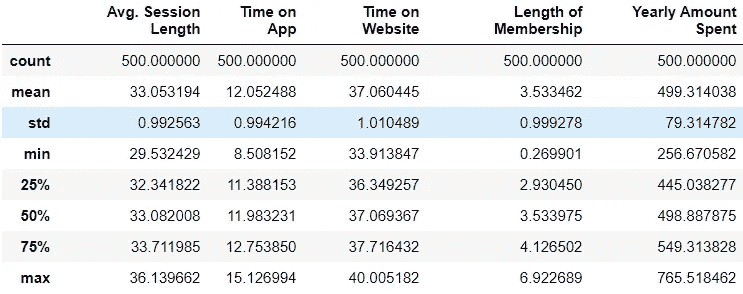 Avg. Session Length Time on App Time on Website Length of Membership Yearly Amount Spent
count 500.000000 500.000000 500.000000 500.000000 500.000000
mean 33.053194 12.052488 37.060445 3.533462 499.314038
std 0.992563 0.994216 1.010489 0.999278 79.314782
min 29.532429 8.508152 33.913847 0.269901 256.670582
25% 32.341822 11.388153 36.349257 2.930450 445.038277
50% 33.082008 11.983231 37.069367 3.533975 498.887875
75% 33.711985 12.753850 37.716432 4.126502 549.313828
max 36.139662 15.126994 40.005182 6.922689 765.518462